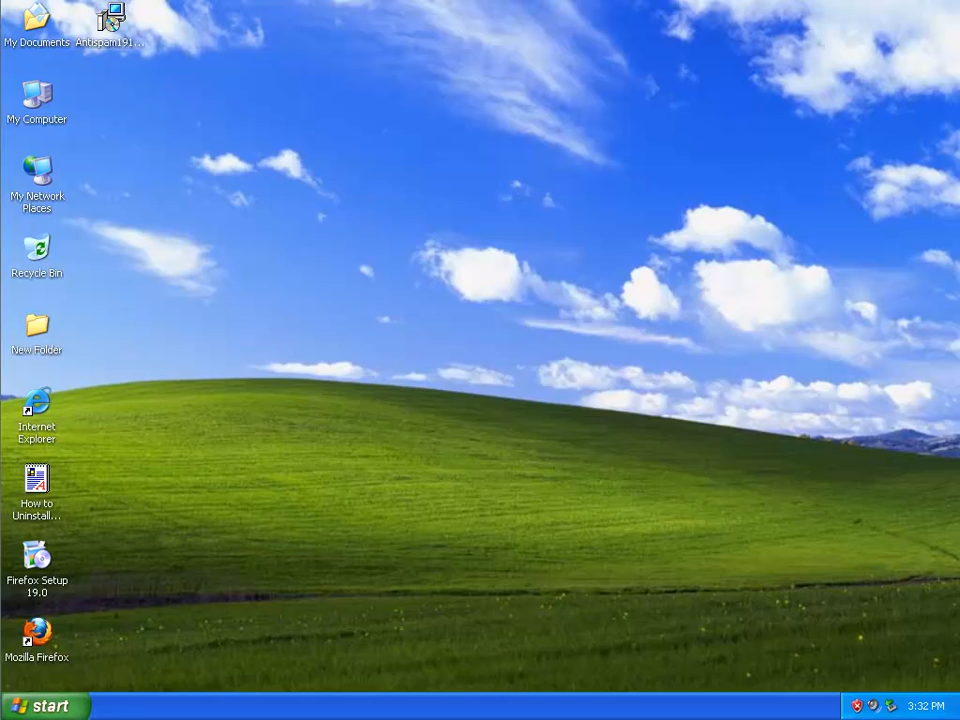 My Documents
Antispam191...
My Computer
My Network
Places
Recycle Bin
New Folder
Internet
Explorer
How to
Uninstall...
Firefox Setup
19.0
Mozilla Firefox
start
3:32 PM